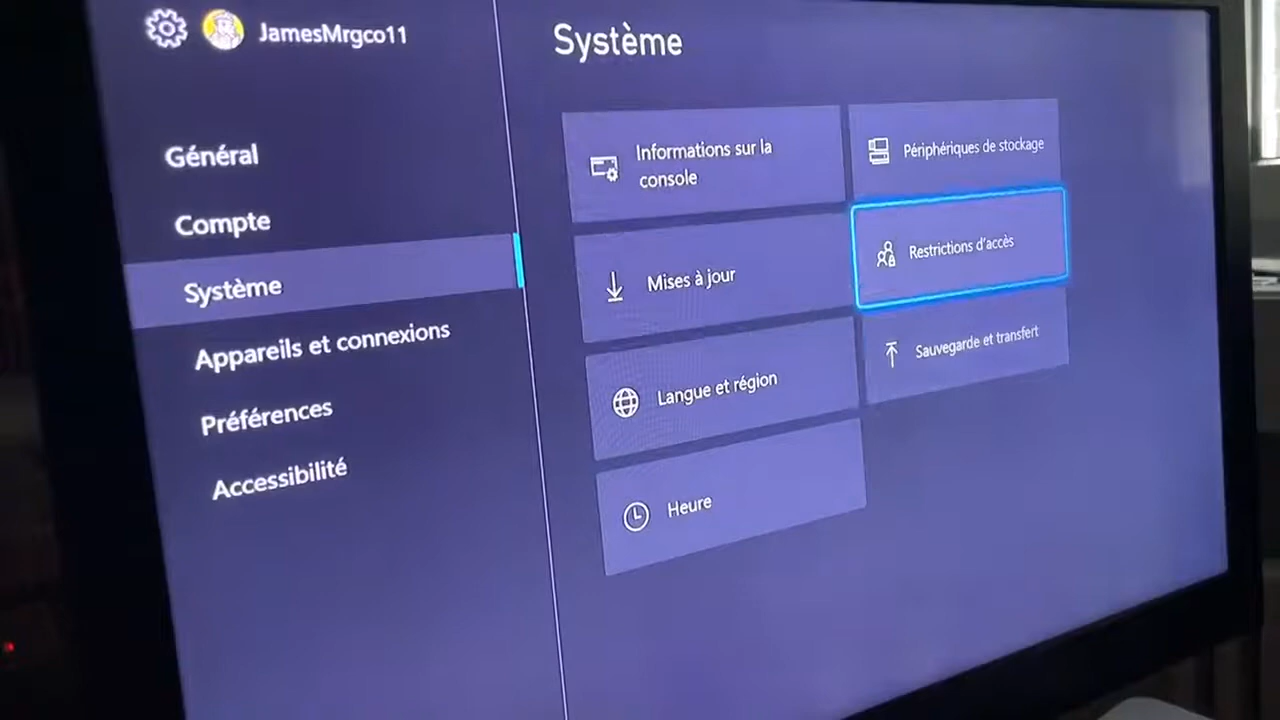 JamesMrgco11
Général
Compte
Système
Appareils et connexions
Préférences
Accessibilité
Système
Informations sur la
console
Mises à jour
Langue et région
Heure
Périphériques de stockage
Restrictions d'accès
Sauvegarde et transfert